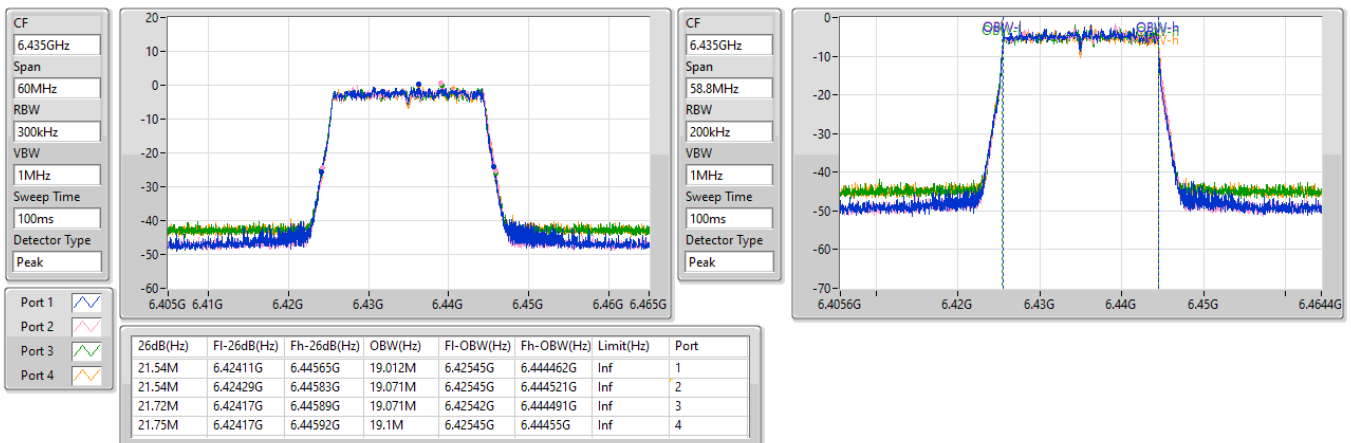 CF
6.435GHz
Span
60MHz
RBW
300kHz
VBW
1MHz
Sweep Time
100ms
Detector Type
Peak
20
10
0
-10
-20
-30
-40
-50
-60
6.405G 6.41G 6.42G 6.43G 6.44G 6.45G 6.46G 6.465G
CF
6.435GHz
Span
58.8MHz
RBW
200kHz
VBW
1MHz
Sweep Time
100ms
Detector Type
Peak
0
-10
-20
-30
-40
-50
-60
-70
OBW-l OBW-h
6.4056G 6.42G 6.43G 6.44G 6.45G 6.4644G
Port 1
Port 2
Port 3
Port 4
26dB(Hz) Fl-26dB(Hz) Fh-26dB(Hz) OBW(Hz) Fl-OBW(Hz) Fh-OBW(Hz) Limit(Hz) Port
21.54M 6.42411G 6.44565G 19.012M 6.42545G 6.444462G Inf 1
21.54M 6.42429G 6.44583G 19.071M 6.42545G 6.444521G Inf 2
21.72M 6.42417G 6.44589G 19.071M 6.42542G 6.444491G Inf 3
21.75M 6.42417G 6.44592G 19.1M 6.42545G 6.44455G Inf 4